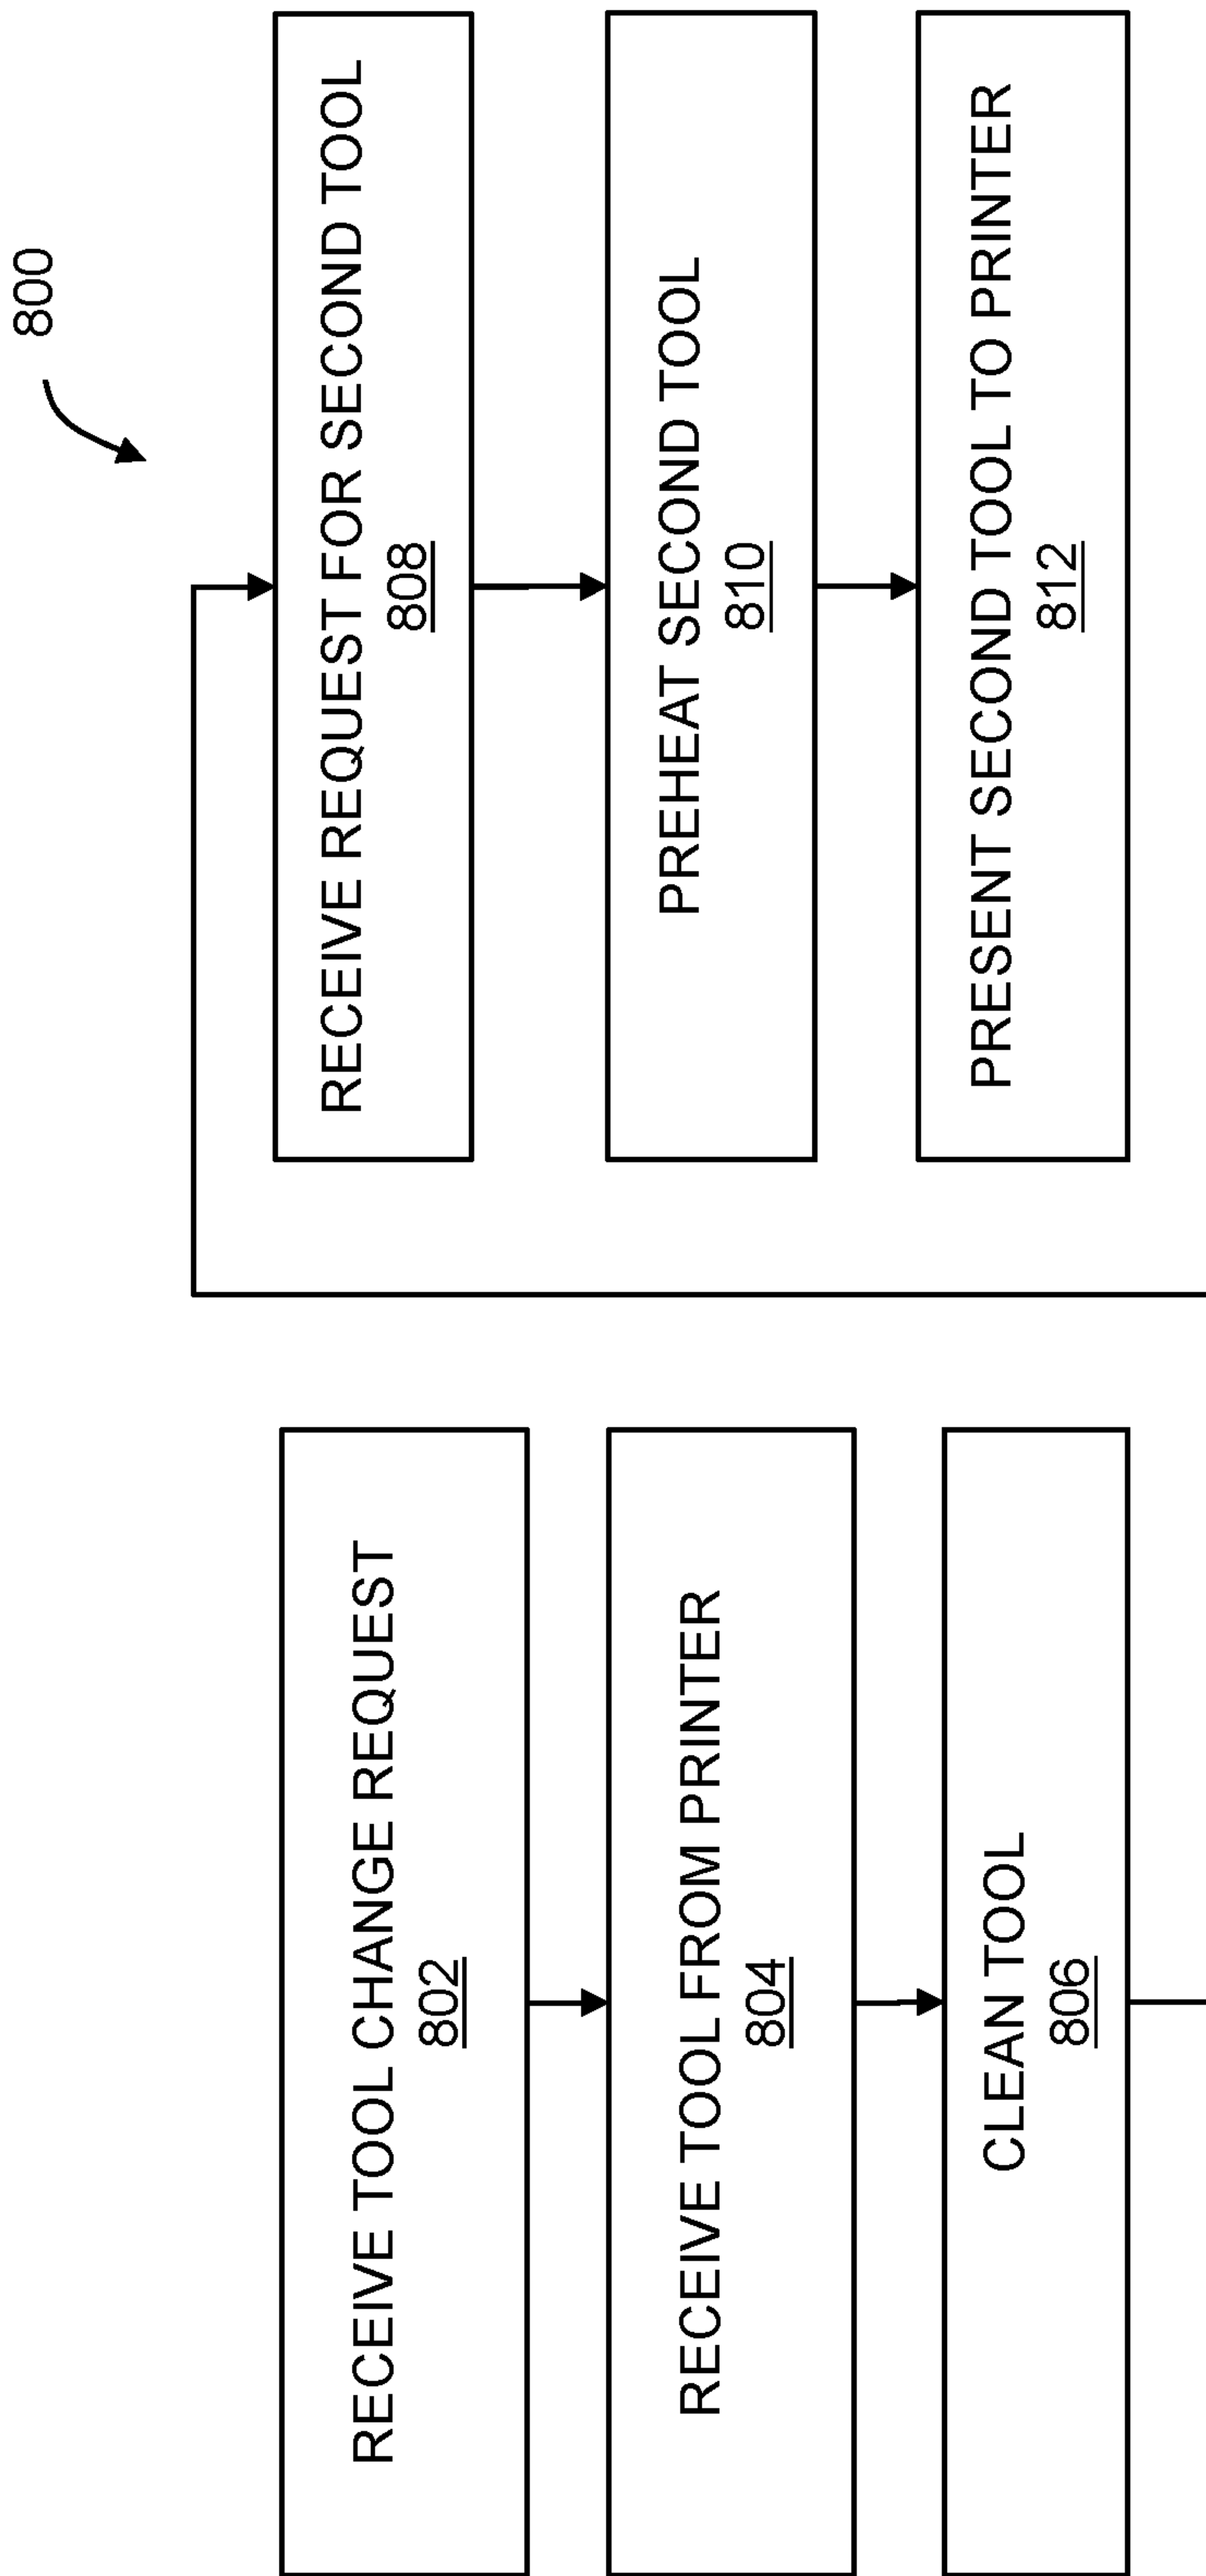 800
RECEIVE TOOL CHANGE REQUEST
802
RECEIVE TOOL FROM PRINTER
804
CLEAN TOOL
806
RECEIVE REQUEST FOR SECOND TOOL
808
PREHEAT SECOND TOOL
810
PRESENT SECOND TOOL TO PRINTER
812